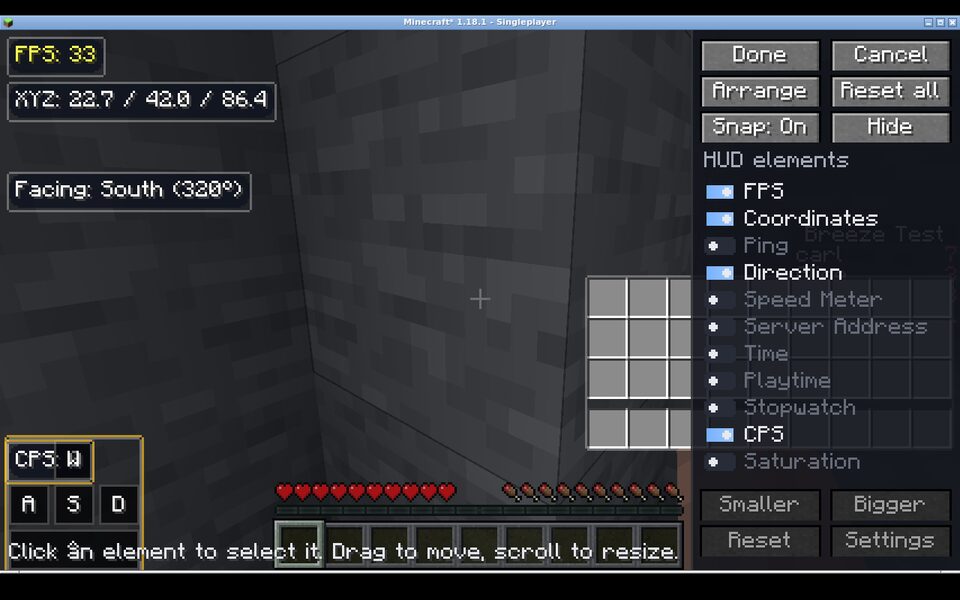 Minecraft* 1.18.1 - Singleplayer
FPS: 33
XYZ: 22.7 / 42.0 / 86.4
Facing: South (320°)
Done
Cancel
Arrange
Reset all
Snap: On
Hide
HUD elements
FPS
Coordinates
Breeze Test
Ping
carl
Direction
Speed Meter
Server Address
Time
Playtime
Stopwatch
CPS
Saturation
CPS: W
A S D
Click an element to select it. Drag to move, scroll to resize.
Smaller
Bigger
Reset
Settings